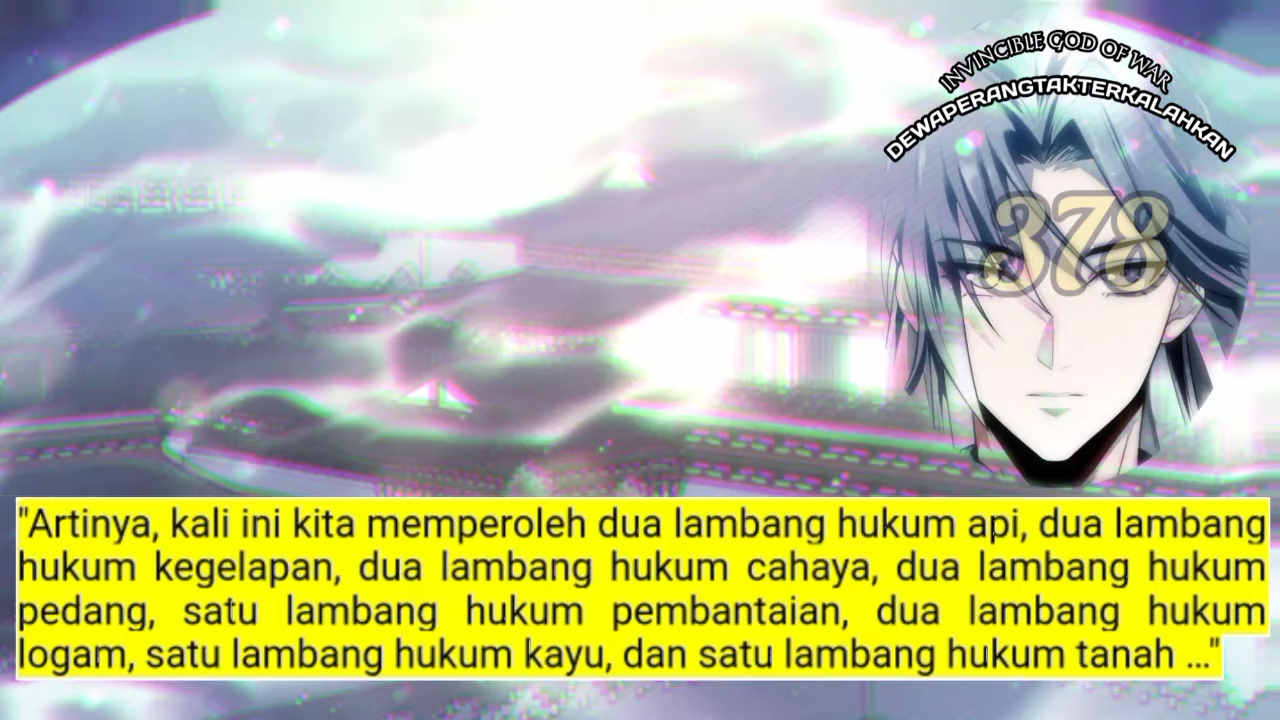 INVINCIBLE GOD OF WAR
DEWAPERANGTAKTERKALAHKAN
378
"Artinya, kali ini kita memperoleh dua lambang hukum api, dua lambang
hukum kegelapan, dua lambang hukum cahaya, dua lambang hukum
pedang, satu lambang hukum pembantaian, dua lambang hukum
logam, satu lambang hukum kayu, dan satu lambang hukum tanah ..."